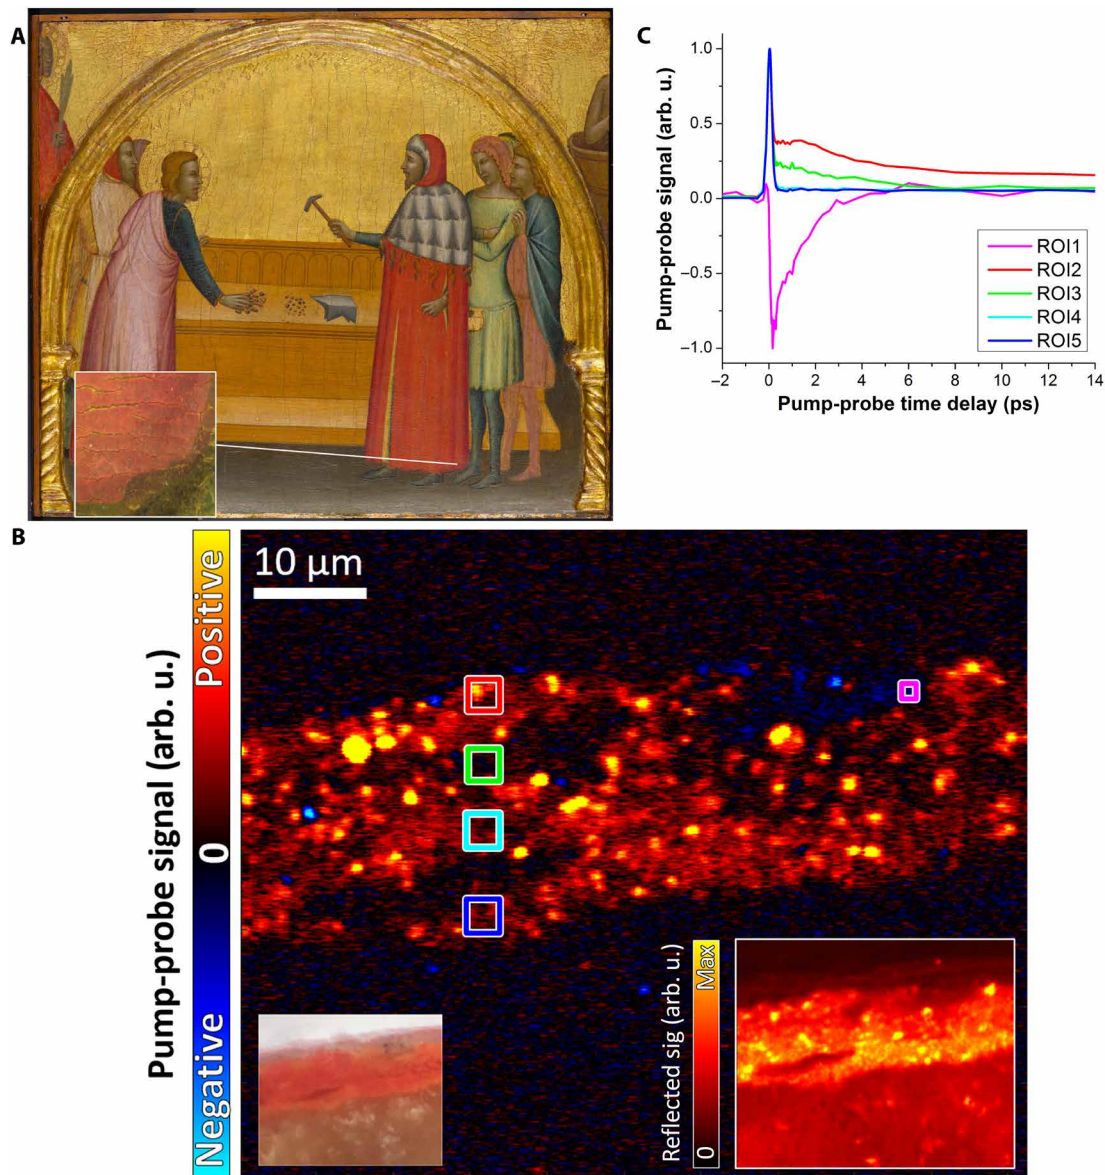 A
C
Pump-probe signal (arb. u.)
1.0
0.5
0.0
−0.5
−1.0
−2
0
2
4
6
8
10
12
14
Pump-probe time delay (ps)
ROI1
ROI2
ROI3
ROI4
ROI5
B
Pump-probe signal (arb. u.)
Positive
0
Negative
10 µm
Reflected sig (arb. u.)
Max
0